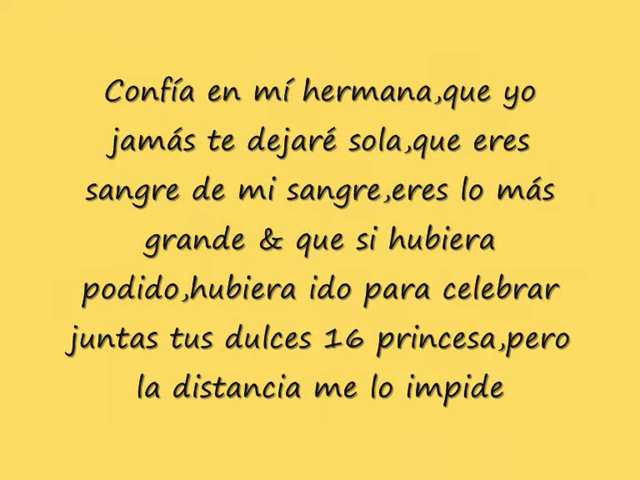 Confía en mí hermana,que yo
jamás te dejaré sola,que eres
sangre de mi sangre,eres lo más
grande & que si hubiera
podido,hubiera ido para celebrar
juntas tus dulces 16 princesa,pero
la distancia me lo impide